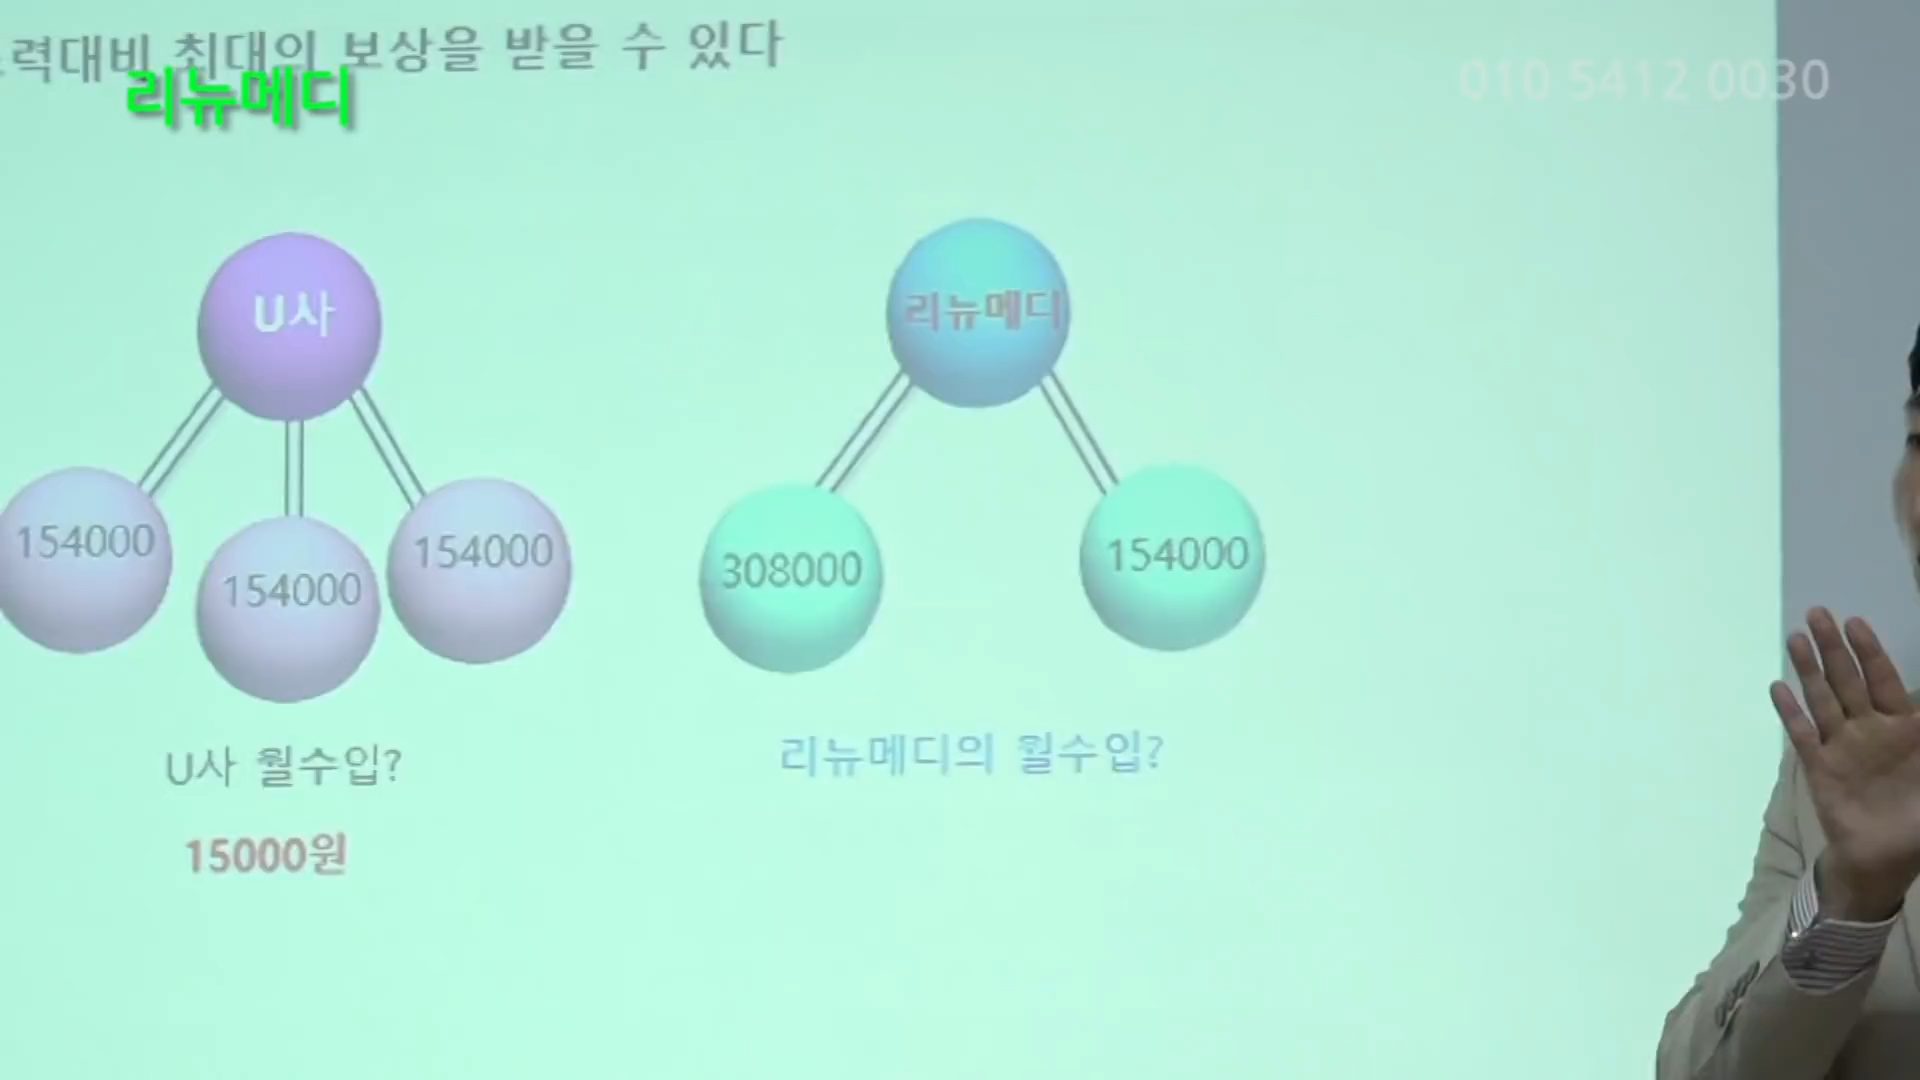 력대비 최대의 보상을 받을 수 있다
리뉴메디
010 5412 0030
U사
154000
154000
154000
U사 월수입?
15000원
리뉴메디
308000
154000
리뉴메디의 월수입?